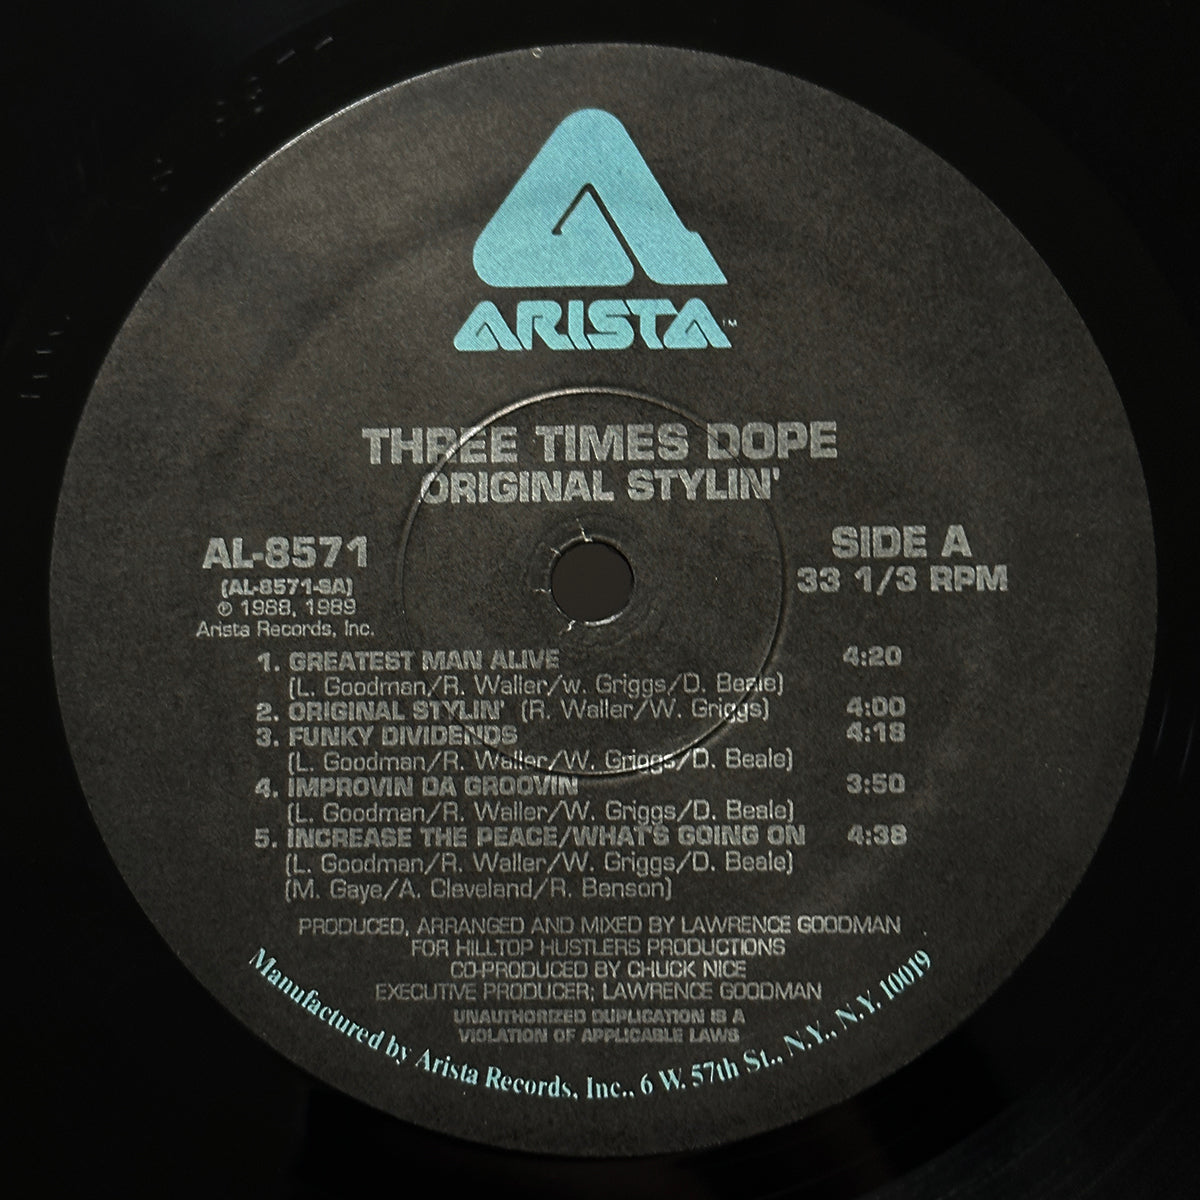 ARISTA™
THREE TIMES DOPE
ORIGINAL STYLIN'
AL-8571
(AL-8571-SA)
℗ 1988, 1989
Arista Records, Inc.
SIDE A
33 1/3 RPM
1. GREATEST MAN ALIVE 4:20
(L. Goodman/R. Waller/w. Griggs/D. Beale)
2. ORIGINAL STYLIN' (R. Waller/W. Griggs) 4:00
3. FUNKY DIVIDENDS 4:18
(L. Goodman/R. Waller/W. Griggs/D. Beale)
4. IMPROVIN DA GROOVIN 3:50
(L. Goodman/R. Waller/W. Griggs/D. Beale)
5. INCREASE THE PEACE/WHAT'S GOING ON 4:38
(L. Goodman/R. Waller/W. Griggs/D. Beale)
(M. Gaye/A. Cleveland/R. Benson)
PRODUCED, ARRANGED AND MIXED BY LAWRENCE GOODMAN
FOR HILLTOP HUSTLERS PRODUCTIONS
CO-PRODUCED BY CHUCK NICE
EXECUTIVE PRODUCER; LAWRENCE GOODMAN
UNAUTHORIZED DUPLICATION IS A
VIOLATION OF APPLICABLE LAWS
Manufactured by Arista Records, Inc., 6 W. 57th St., N.Y., N.Y. 10019